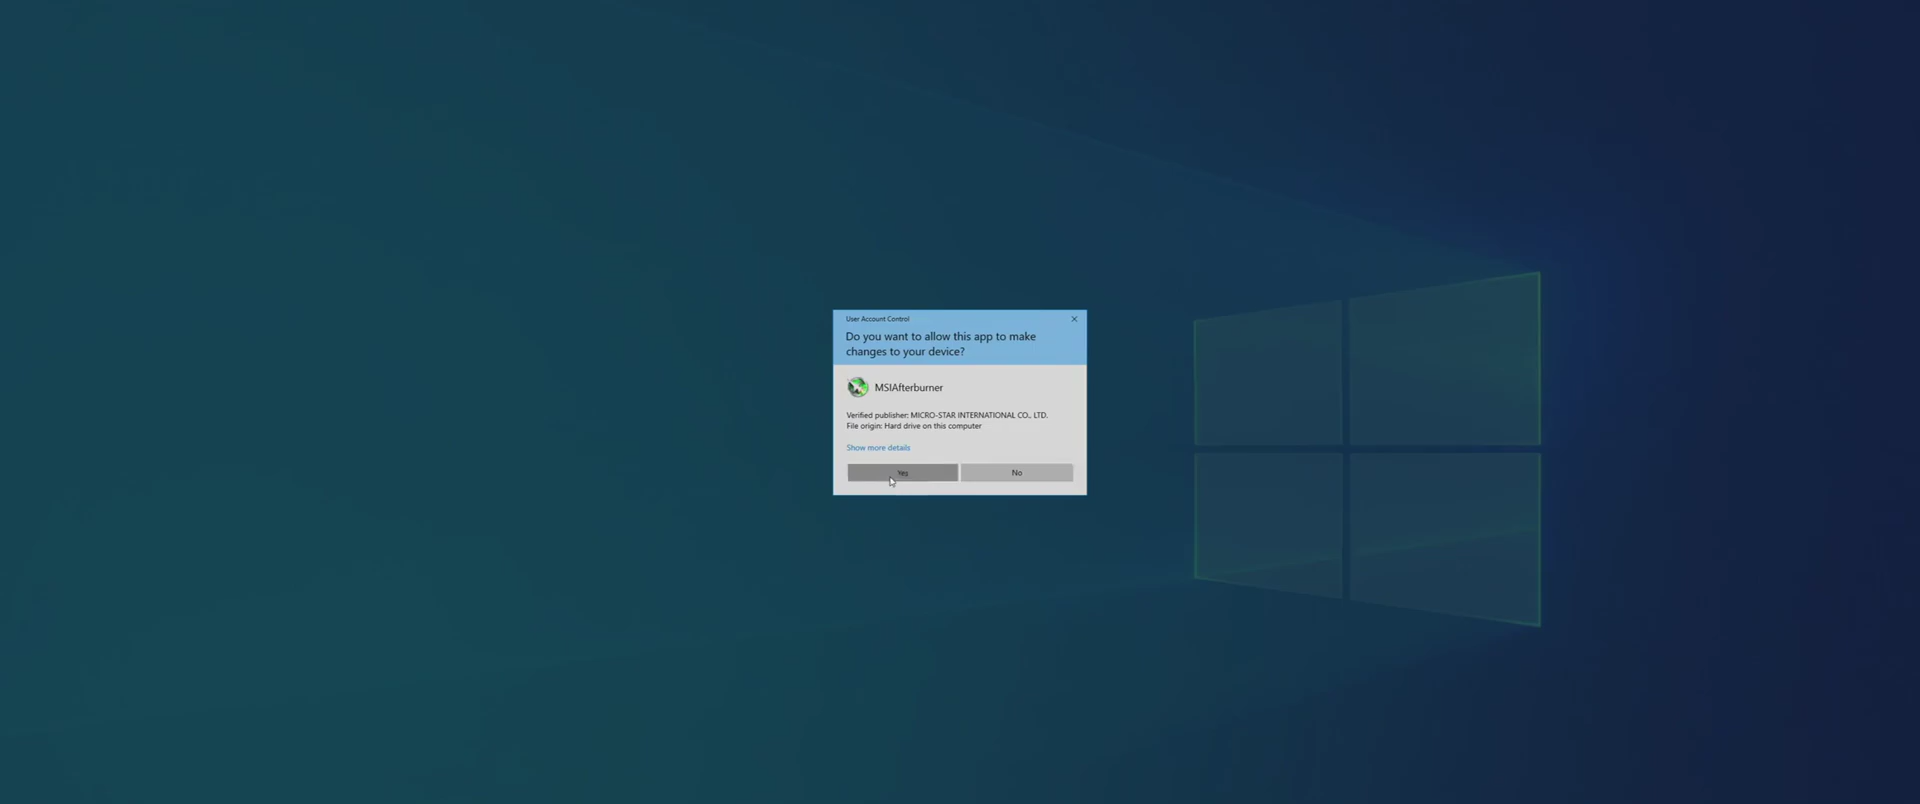 User Account Control
Do you want to allow this app to make
changes to your device?
MSIAfterburner
Verified publisher: MICRO-STAR INTERNATIONAL CO., LTD.
File origin: Hard drive on this computer
Show more details
Yes
No